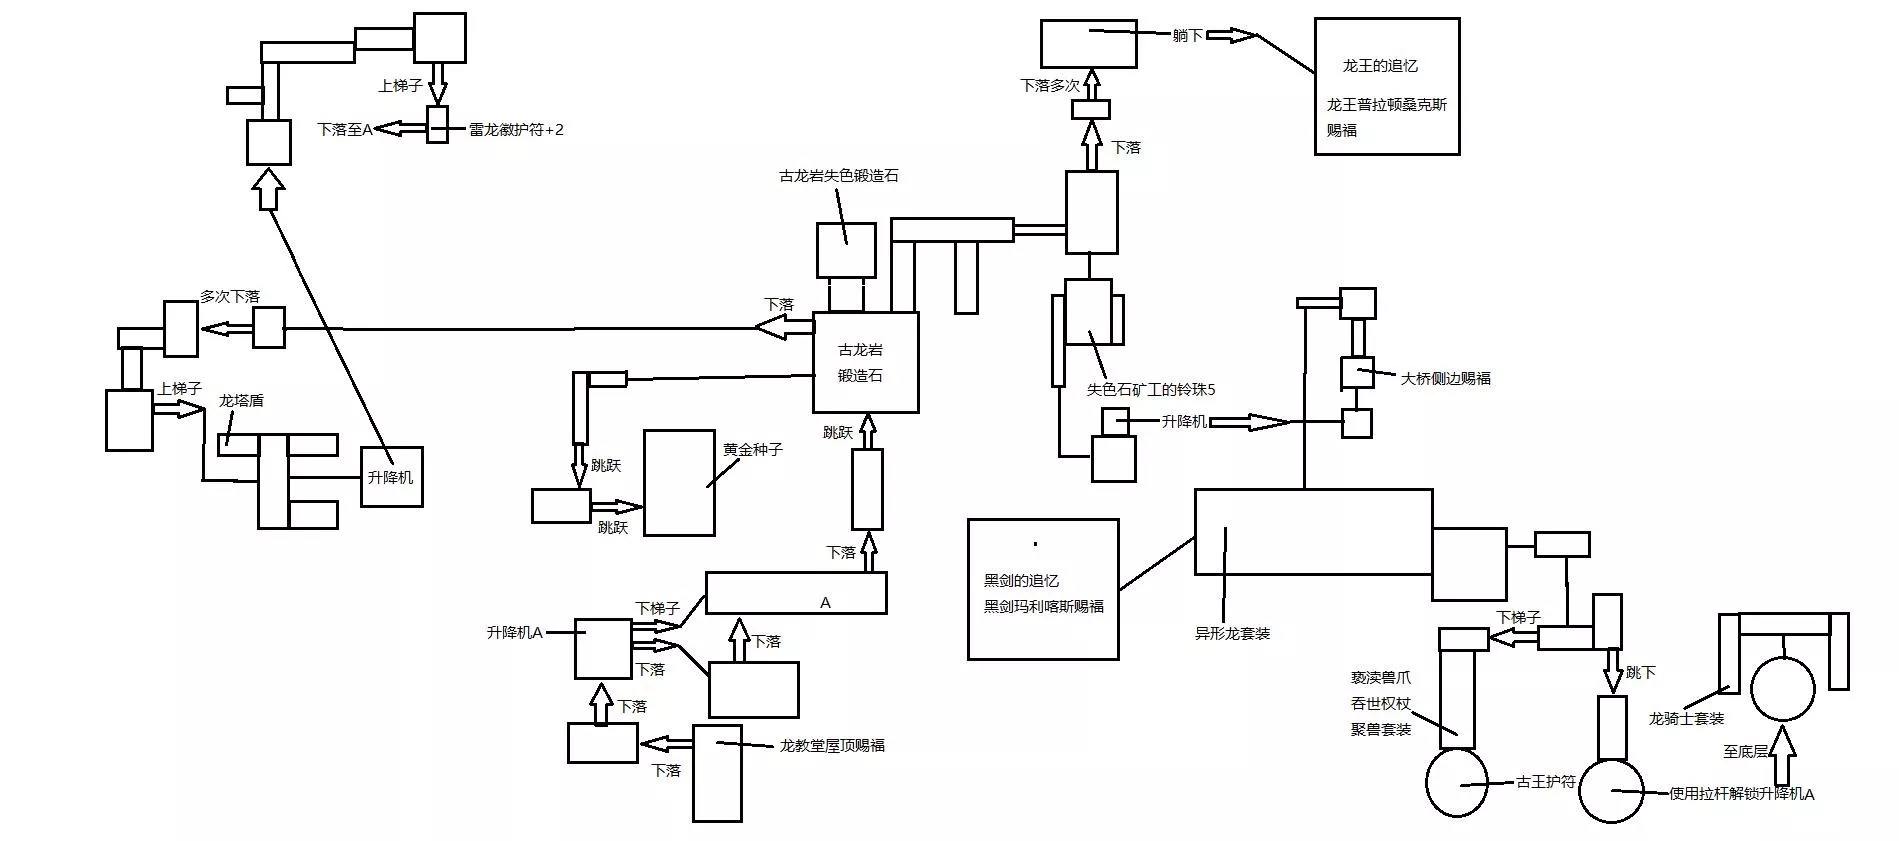 上梯子
下落至A
雷龙徽护符+2
多次下落
上梯子
龙塔盾
升降机
古龙岩失色锻造石
下落
古龙岩
锻造石
跳跃
跳跃
黄金种子
跳跃
下落
A
下梯子
升降机A
下落
下落
下落
下落
龙教堂屋顶赐福
躺下
龙王的追忆
龙王普拉顿桑克斯
赐福
下落多次
下落
失色石矿工的铃珠5
升降机
大桥侧边赐福
黑剑的追忆
黑剑玛利喀斯赐福
异形龙套装
下梯子
跳下
亵渎兽爪
吞世权杖
聚兽套装
古王护符
使用拉杆解锁升降机A
龙骑士套装
至底层